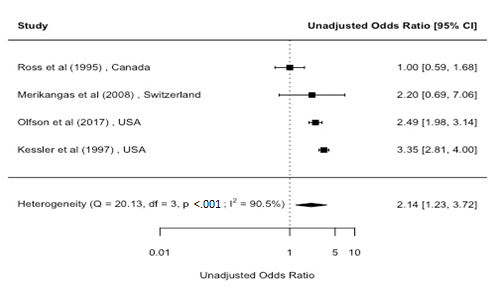 Study Unadjusted Odds Ratio [95% CI]
Ross et al (1995) , Canada 1.00 [0.59, 1.68]
Merikangas et al (2008) , Switzerland 2.20 [0.69, 7.06]
Olfson et al (2017) , USA 2.49 [1.98, 3.14]
Kessler et al (1997) , USA 3.35 [2.81, 4.00]
Heterogeneity (Q = 20.13, df = 3, p <.001 ; I² = 90.5%) 2.14 [1.23, 3.72]
0.01 1 5 10
Unadjusted Odds Ratio